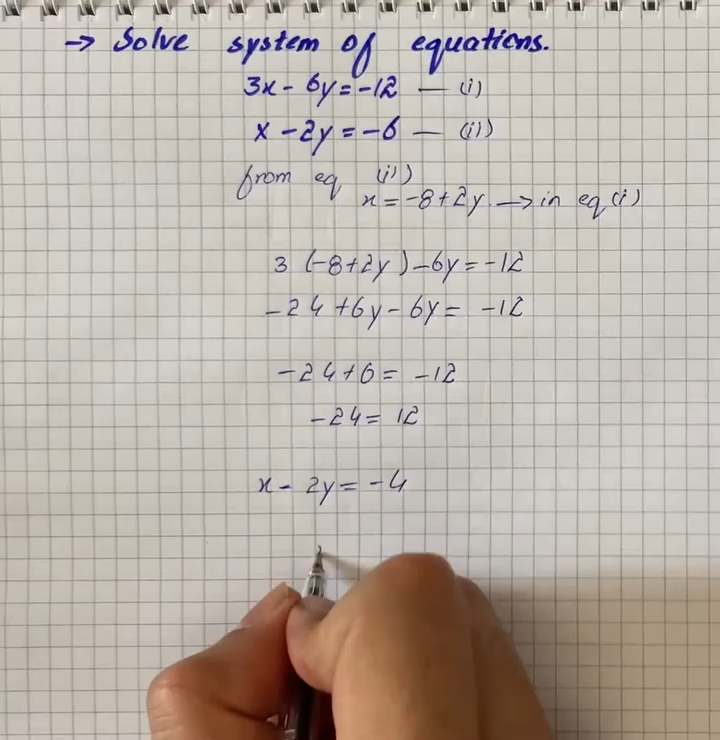 → Solve system of equations.
3x - 6y = -12 — (i)
x - 2y = -6 — (ii)
from eq (ii)
x = -8 + 2y → in eq (i)
3 (-8+2y) - 6y = -12
-24 + 6y - 6y = -12
-24 + 6 = -12
-24 = 12
x - 2y = -4